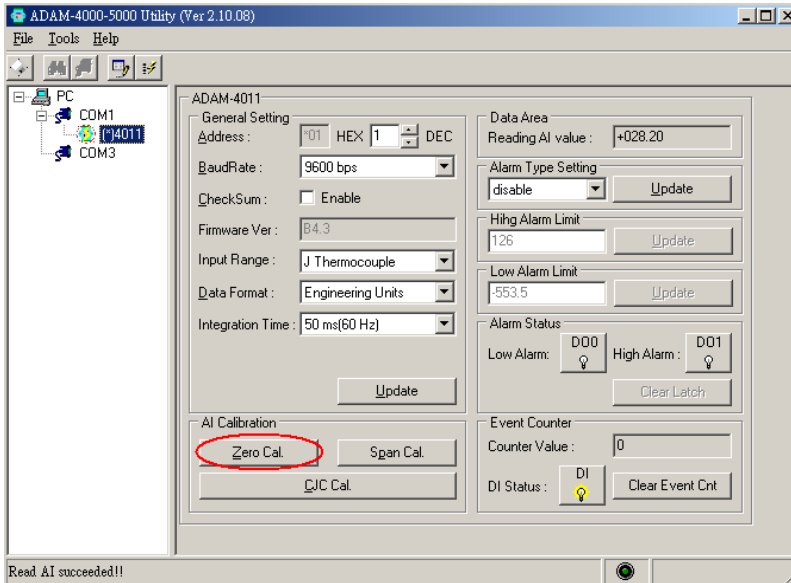 ADAM-4000-5000 Utility (Ver 2.10.08)
File Tools Help
PC
COM1
(*)4011
COM3
ADAM-4011
General Setting
Address : *01 HEX 1 DEC
BaudRate : 9600 bps
CheckSum : Enable
Firmware Ver : B4.3
Input Range : J Thermocouple
Data Format : Engineering Units
Integration Time : 50 ms(60 Hz)
Update
AI Calibration
Zero Cal. Span Cal.
CJC Cal.
Data Area
Reading AI value : +028.20
Alarm Type Setting
disable Update
Hihg Alarm Limit
126 Update
Low Alarm Limit
-553.5 Update
Alarm Status
Low Alarm: DO0 High Alarm : DO1
Clear Latch
Event Counter
Counter Value : 0
DI Status : DI Clear Event Cnt
Read AI succeeded!!